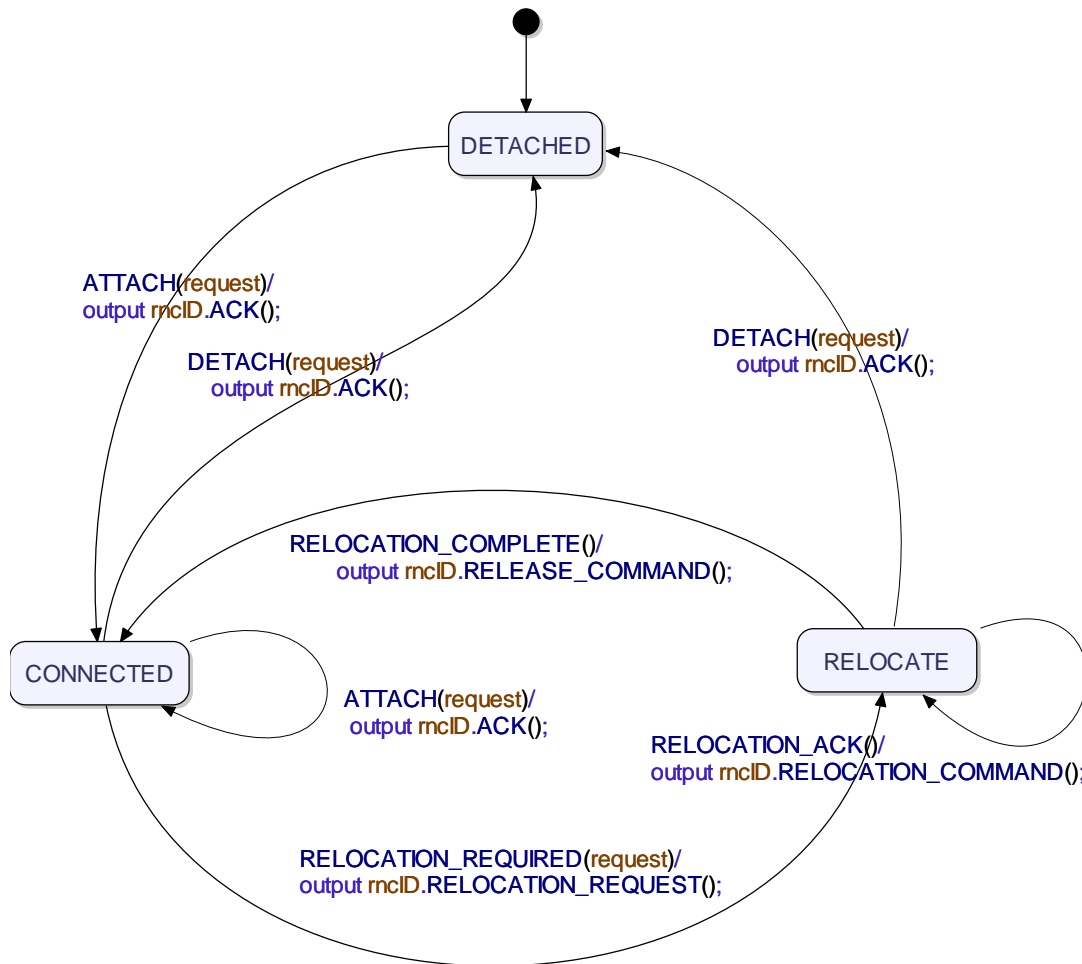 DETACHED
ATTACH(request)/
output rncID.ACK();
DETACH(request)/
output rncID.ACK();
DETACH(request)/
output rncID.ACK();
RELOCATION_COMPLETE()/
output rncID.RELEASE_COMMAND();
CONNECTED
RELOCATE
ATTACH(request)/
output rncID.ACK();
RELOCATION_ACK()/
output rncID.RELOCATION_COMMAND();
RELOCATION_REQUIRED(request)/
output rncID.RELOCATION_REQUEST();